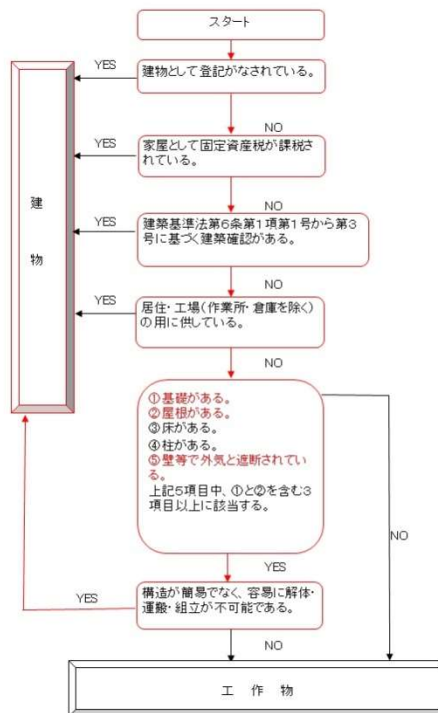 スタート
YES
建物として登記がなされている。
NO
YES
家屋として固定資産税が課税さ
れている。
NO
YES
建築基準法第6条第1項第1号から第3
号に基づく建築確認がある。
NO
YES
居住・工場(作業所・倉庫を除く)
の用に供している。
NO
建
物
①基礎がある。
②屋根がある。
③床がある。
④柱がある。
⑤壁等で外気と遮断されてい
る。
上記5項目中、①と②を含む3
項目以上に該当する。
NO
YES
YES
構造が簡易でなく、容易に解体・
運搬・組立が不可能である。
NO
工作物